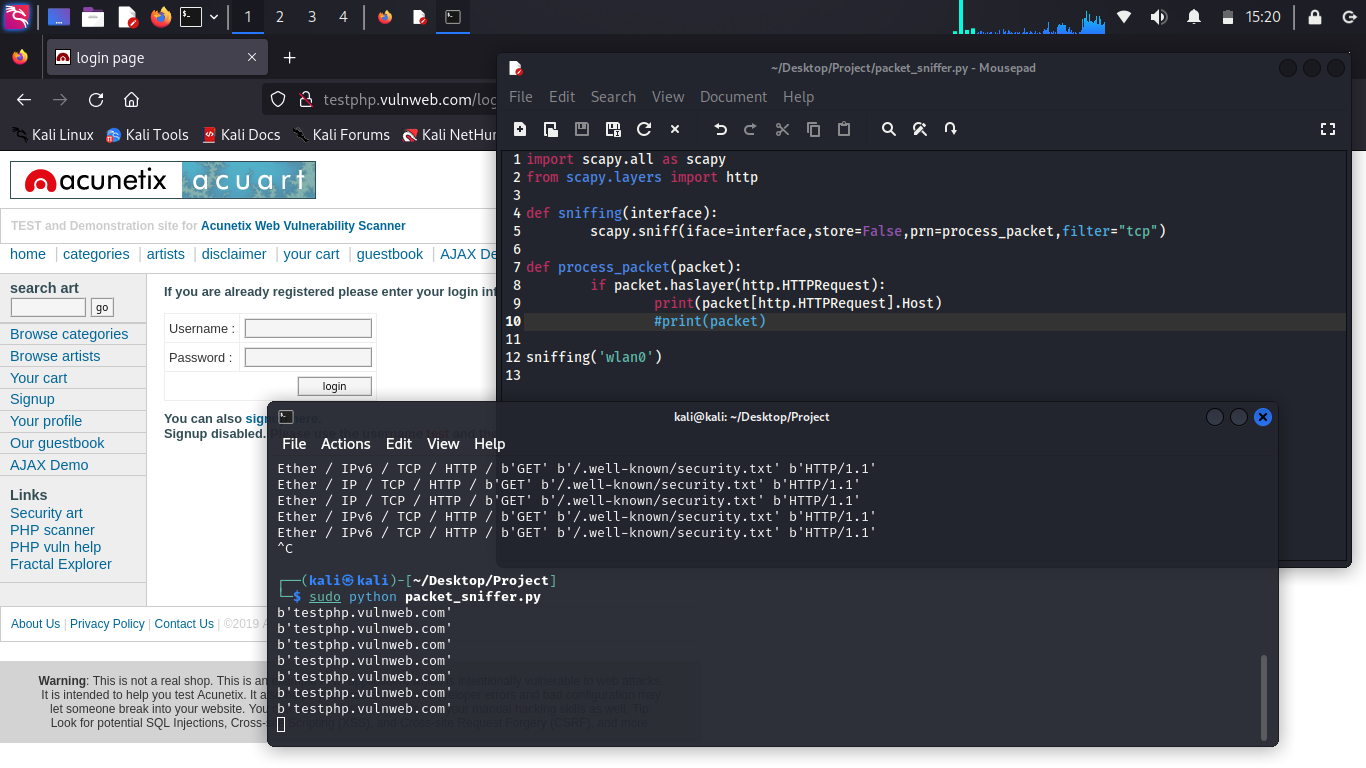 1 2 3 4 15:20
login page
testphp.vulnweb.com/log
Kali Linux Kali Tools Kali Docs Kali Forums Kali NetHun
acunetix acuart
TEST and Demonstration site for Acunetix Web Vulnerability Scanner
home | categories | artists | disclaimer | your cart | guestbook | AJAX De
search art
go
Browse categories
Browse artists
Your cart
Signup
Your profile
Our guestbook
AJAX Demo
Links
Security art
PHP scanner
PHP vuln help
Fractal Explorer
If you are already registered please enter your login inf
Username :
Password :
login
You can also sign
Signup disabled.
About Us | Privacy Policy | Contact Us | ©2019 A
Warning: This is not a real shop. This is an
It is intended to help you test Acunetix. It a
let someone break into your website. You
Look for potential SQL Injections, Cross-site Scripting (XSS), and Cross-site Request Forgery (CSRF), and more.
~/Desktop/Project/packet_sniffer.py - Mousepad
File Edit Search View Document Help
1 import scapy.all as scapy
2 from scapy.layers import http
3
4 def sniffing(interface):
5 scapy.sniff(iface=interface,store=False,prn=process_packet,filter="tcp")
6
7 def process_packet(packet):
8 if packet.haslayer(http.HTTPRequest):
9 print(packet[http.HTTPRequest].Host)
10 #print(packet)
11
12 sniffing('wlan0')
13
kali@kali: ~/Desktop/Project
File Actions Edit View Help
Ether / IPv6 / TCP / HTTP / b'GET' b'/.well-known/security.txt' b'HTTP/1.1'
Ether / IP / TCP / HTTP / b'GET' b'/.well-known/security.txt' b'HTTP/1.1'
Ether / IP / TCP / HTTP / b'GET' b'/.well-known/security.txt' b'HTTP/1.1'
Ether / IPv6 / TCP / HTTP / b'GET' b'/.well-known/security.txt' b'HTTP/1.1'
Ether / IPv6 / TCP / HTTP / b'GET' b'/.well-known/security.txt' b'HTTP/1.1'
^C
┌──(kali㉿kali)-[~/Desktop/Project]
└─$ sudo python packet_sniffer.py
b'testphp.vulnweb.com'
b'testphp.vulnweb.com'
b'testphp.vulnweb.com'
b'testphp.vulnweb.com'
b'testphp.vulnweb.com'
b'testphp.vulnweb.com'
b'testphp.vulnweb.com'